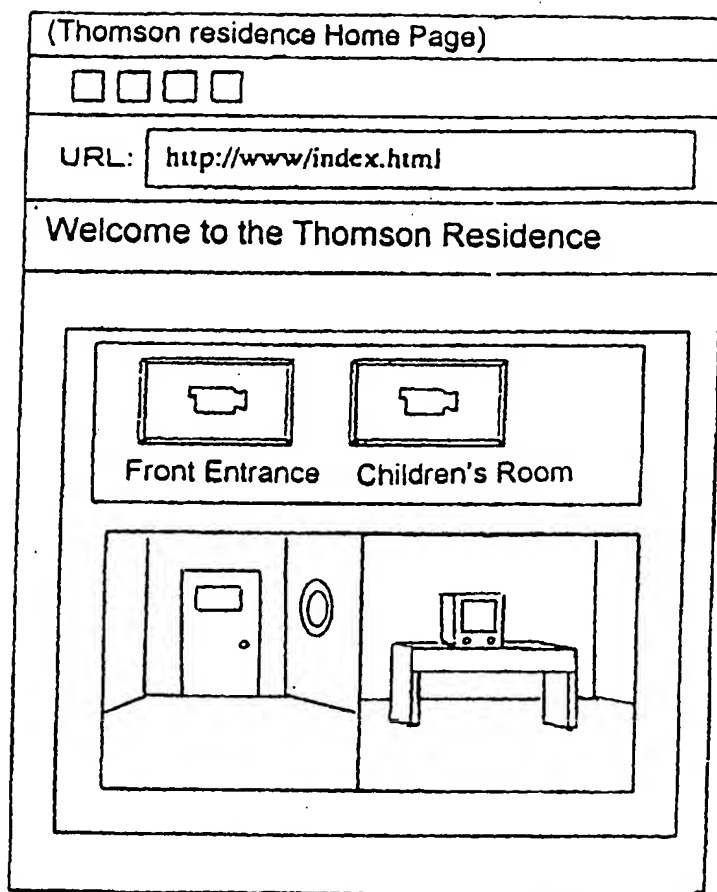 (Thomson residence Home Page)
URL: http://www/index.html
Welcome to the Thomson Residence
Front Entrance Children's Room